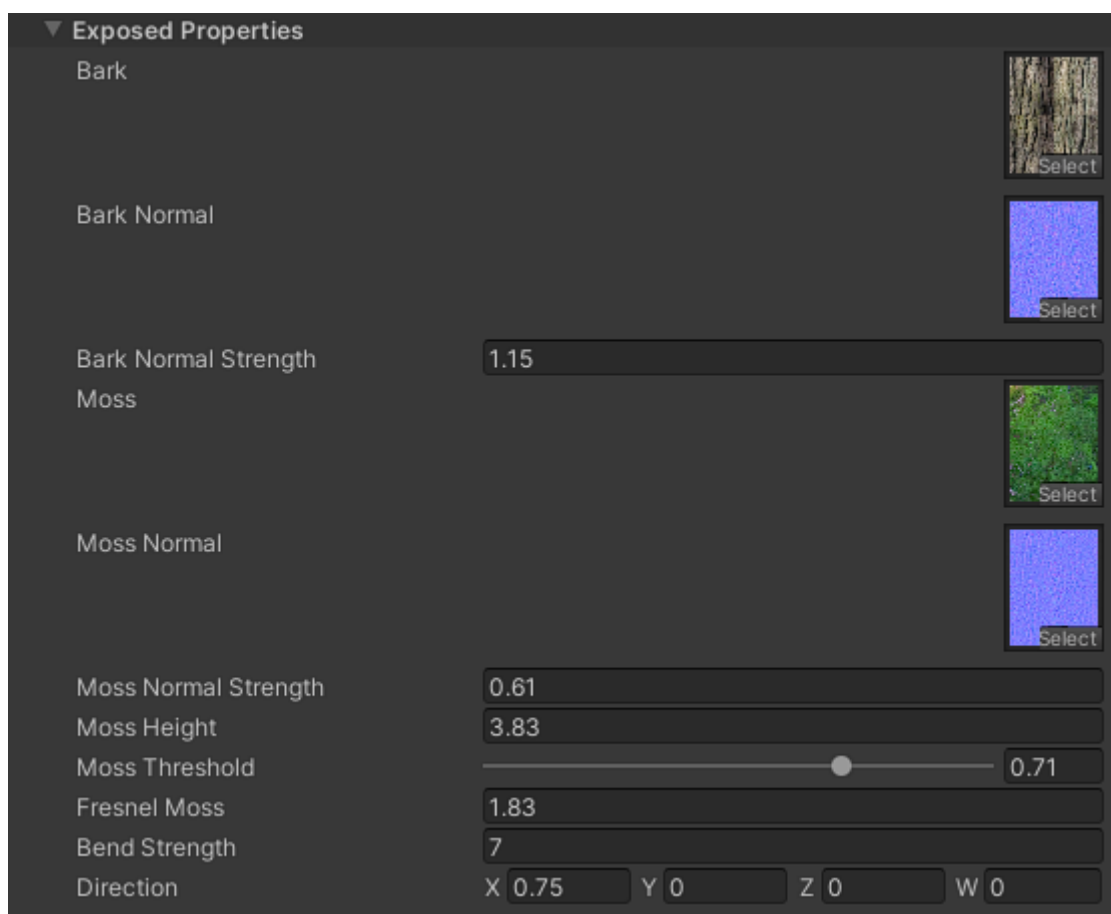 Exposed Properties
Bark
Select
Bark Normal
Select
Bark Normal Strength 1.15
Moss
Select
Moss Normal
Select
Moss Normal Strength 0.61
Moss Height 3.83
Moss Threshold 0.71
Fresnel Moss 1.83
Bend Strength 7
Direction X 0.75 Y 0 Z 0 W 0